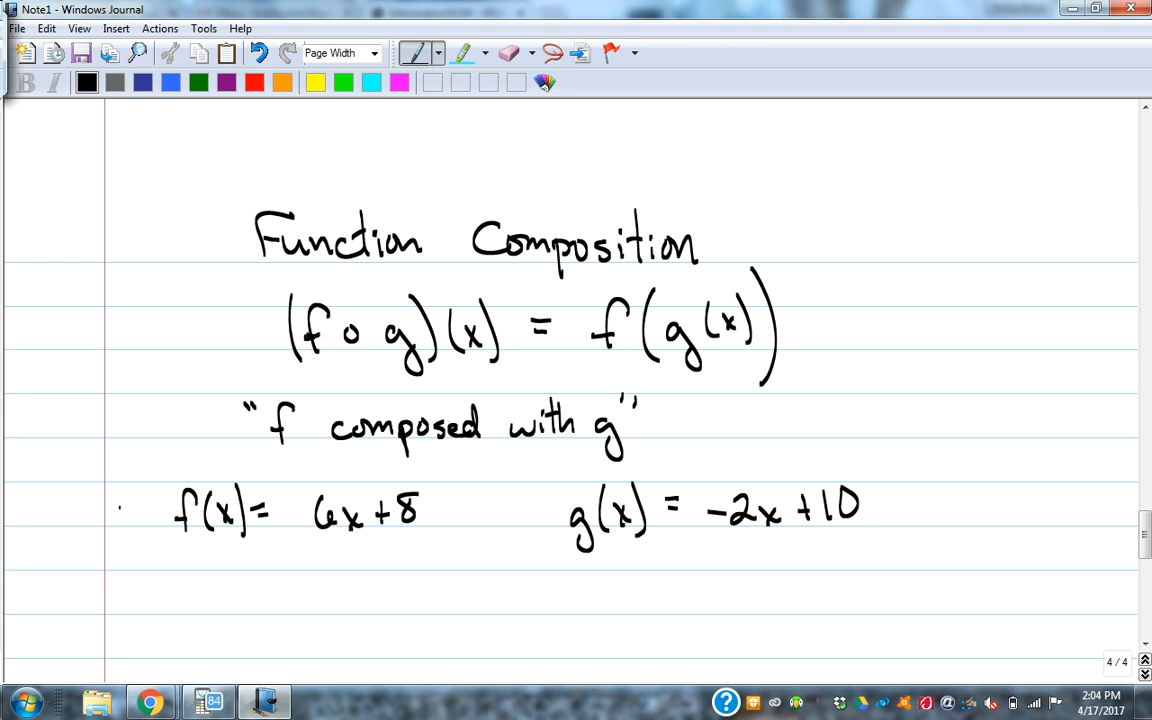 Note1 - Windows Journal
File Edit View Insert Actions Tools Help
Page Width
B I
Function Composition
(f o g)(x) = f(g(x))
"f composed with g"
f(x)= 6x+8 g(x) = -2x+10
4 / 4
84
2:04 PM
4/17/2017